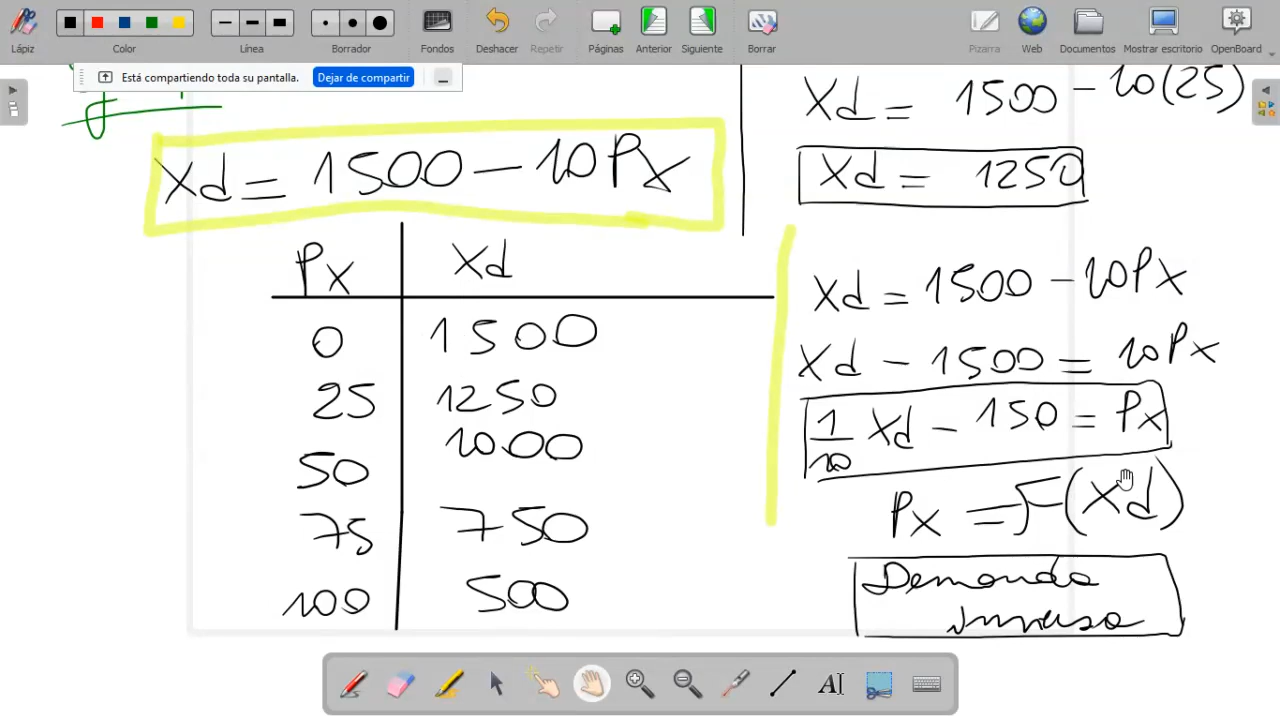 Lápiz Color Línea Borrador Fondos Deshacer Repetir Páginas Anterior Siguiente Borrar Pizarra Web Documentos Mostrar escritorio OpenBoard
Está compartiendo toda su pantalla. Dejar de compartir
Xd = 1500 - 10Px
Px Xd
0 1500
25 1250
50 1000
75 750
100 500
Xd = 1500 - 10(25)
Xd = 1250
Xd = 1500 - 10Px
Xd - 1500 = 10Px
1/10 Xd - 150 = Px
Px = F(Xd)
Demanda
inversa